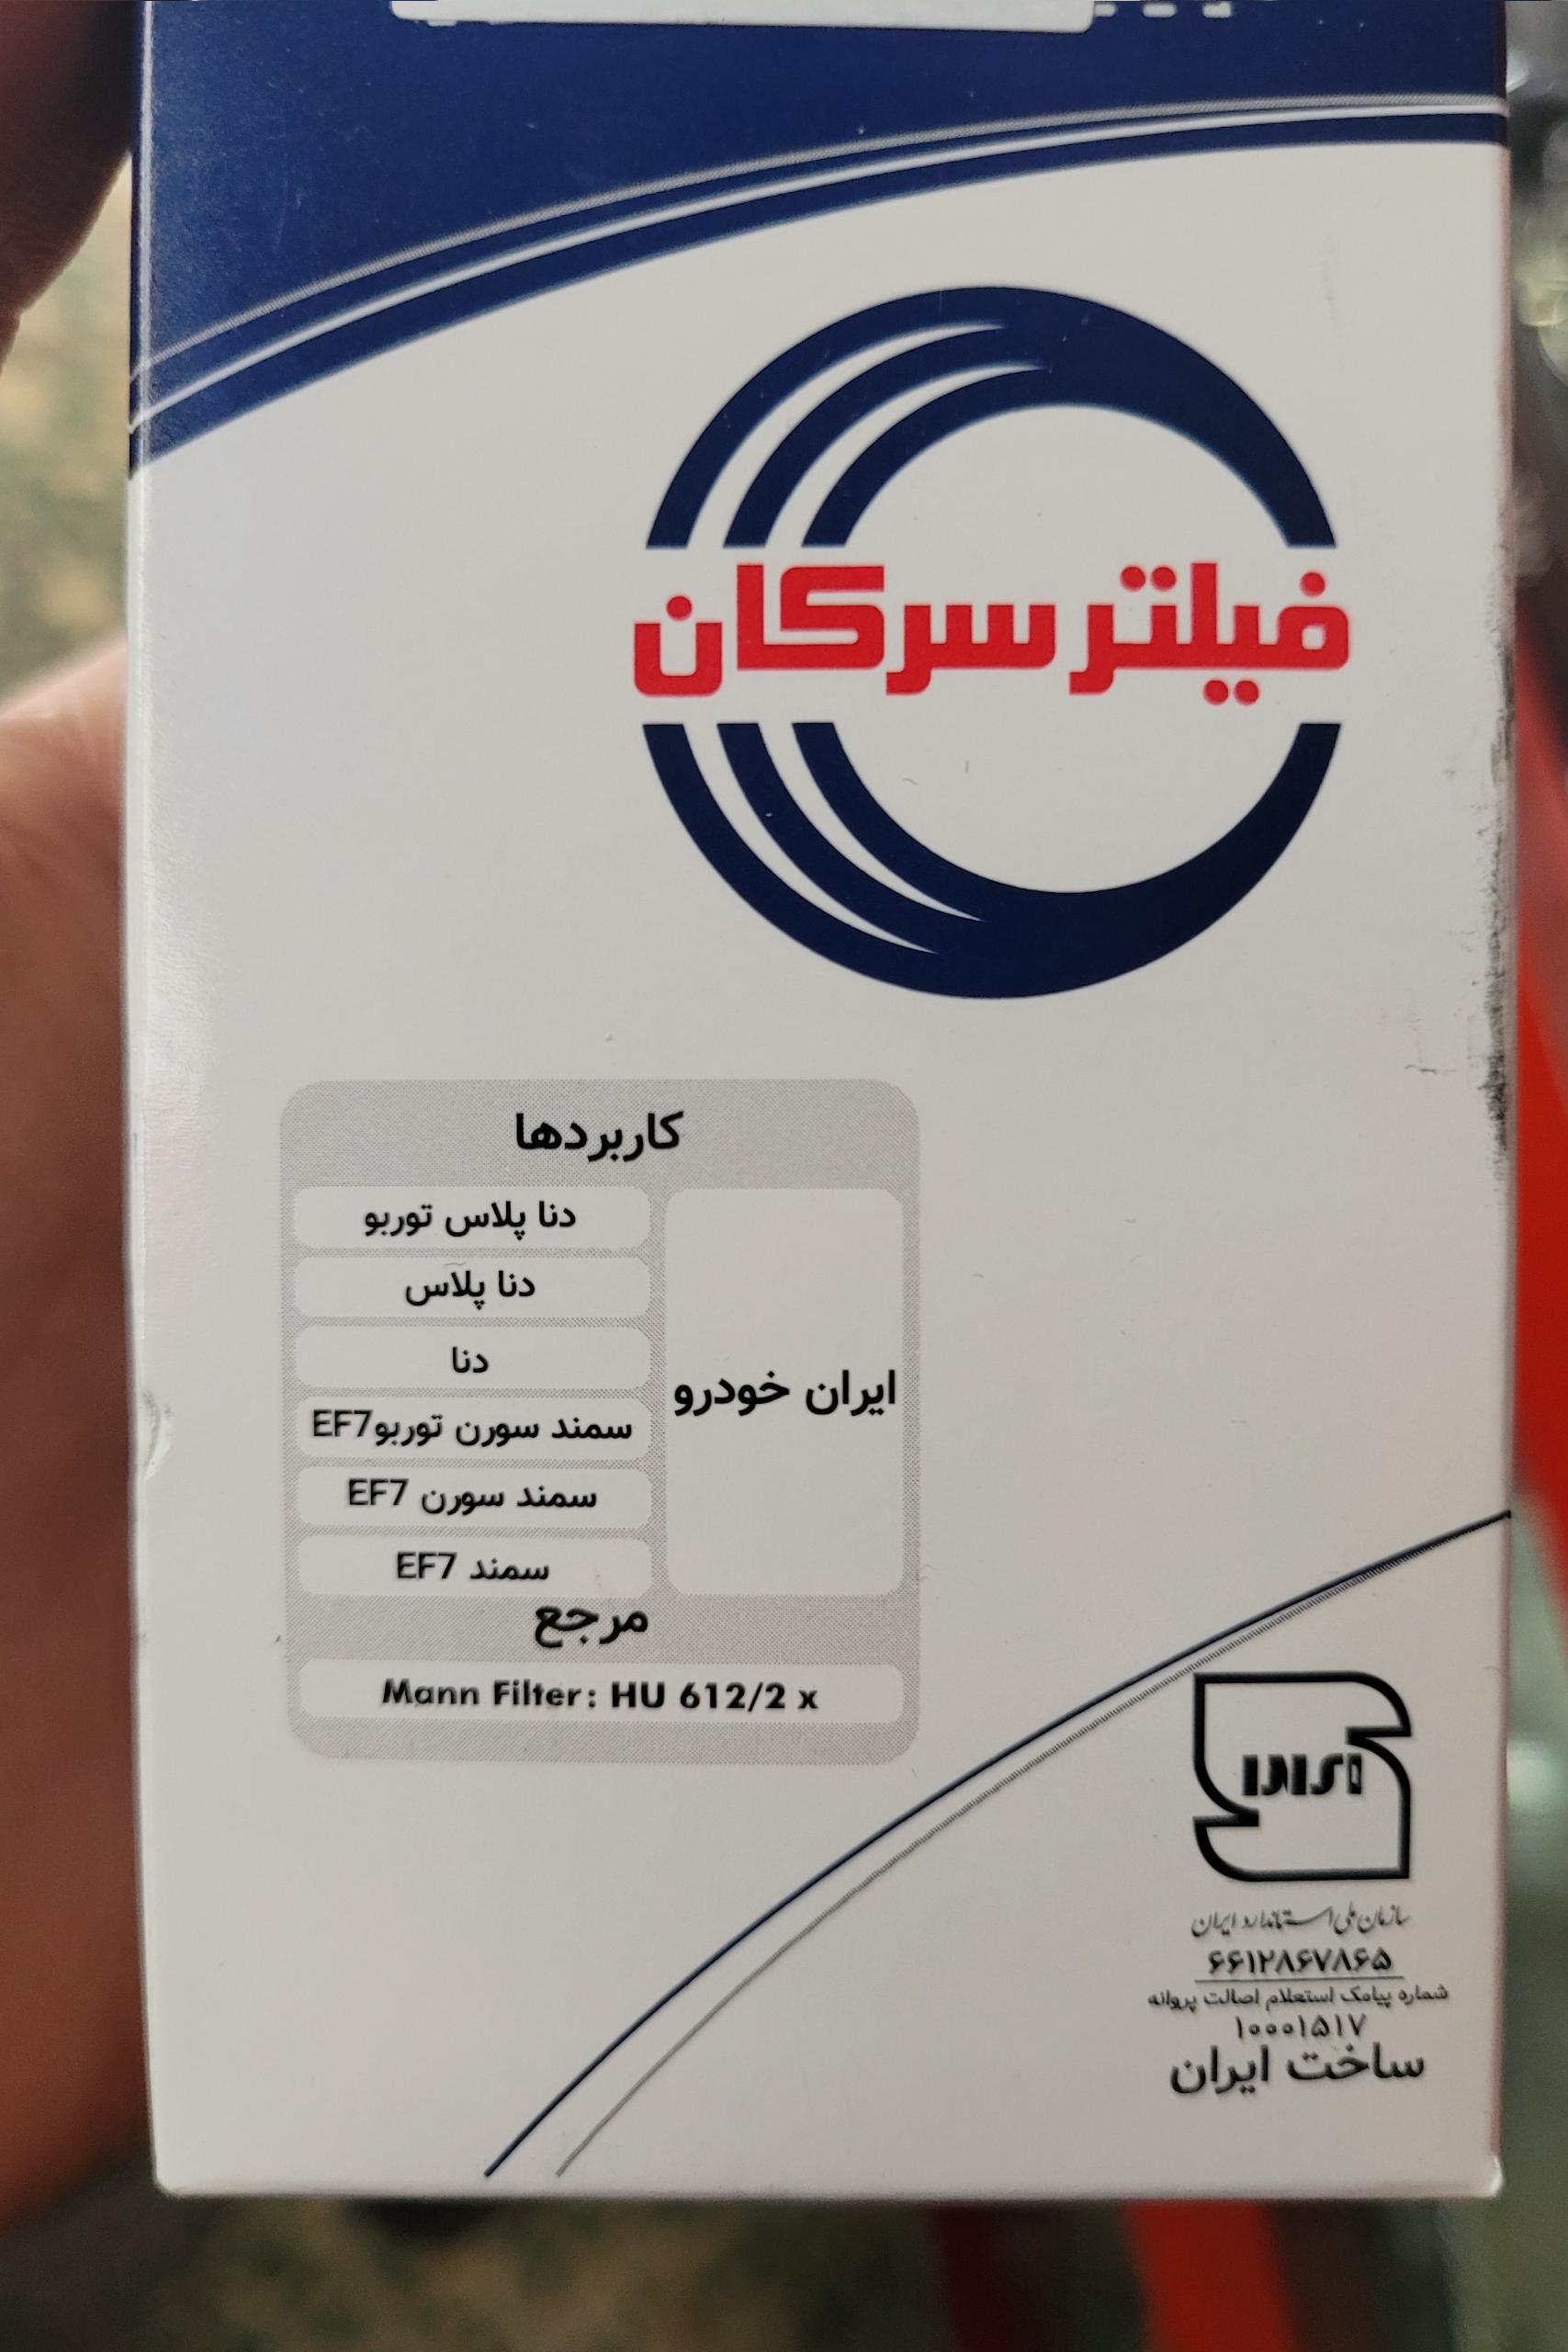 فیلتر سرکان
کاربردها
ایران خودرو
دنا پلاس توربو
دنا پلاس
دنا
سمند سورن توربوEF7
سمند سورن EF7
سمند EF7
مرجع
Mann Filter: HU 612/2 x
سازمان ملی استاندارد ایران
۶۶۱۲۸۶۷۸۶۵
شماره پیامک استعلام اصالت پروانه
۱۰۰۰۱۵۱۷
ساخت ایران